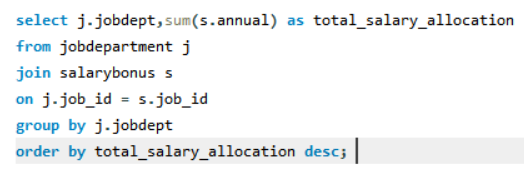 select j.jobdept,sum(s.annual) as total_salary_allocation
from jobdepartment j
join salarybonus s
on j.job_id = s.job_id
group by j.jobdept
order by total_salary_allocation desc;